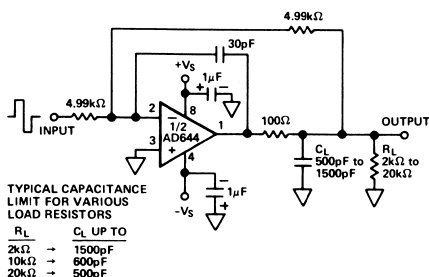 4.99kΩ
30pF
+VS
1μF
+ −
4.99kΩ
INPUT
2
−
8
1/2
AD644
1
3
+
4
100Ω
OUTPUT
CL
500pF to
1500pF
RL
2kΩ to
20kΩ
−
1μF
+
−VS
TYPICAL CAPACITANCE
LIMIT FOR VARIOUS
LOAD RESISTORS
RL CL UP TO
2kΩ → 1500pF
10kΩ → 600pF
20kΩ → 500pF